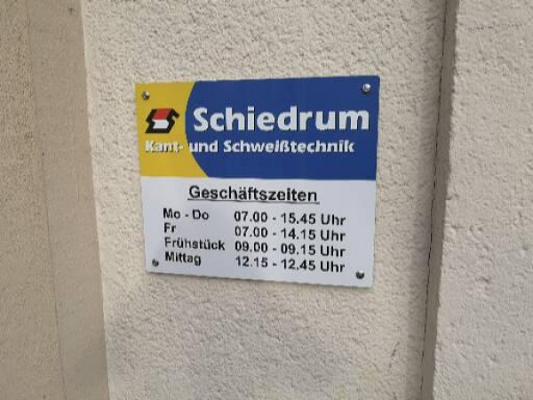 Schiedrum
Kant- und Schweißtechnik
Geschäftszeiten
Mo - Do 07.00 - 15.45 Uhr
Fr 07.00 - 14.15 Uhr
Frühstück 09.00 - 09.15 Uhr
Mittag 12.15 - 12.45 Uhr